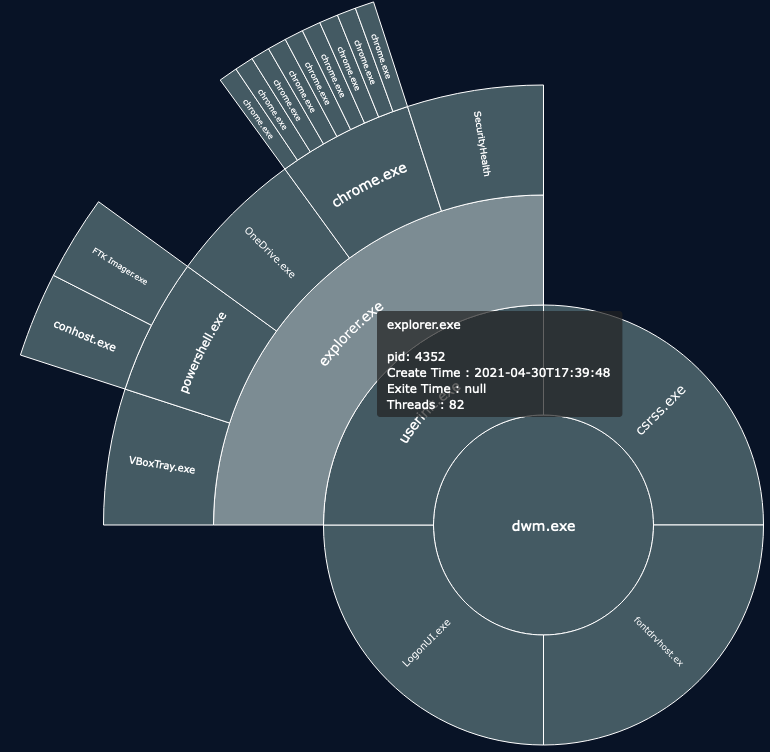 chrome.exe
chrome.exe
chrome.exe
chrome.exe
chrome.exe
chrome.exe
chrome.exe
chrome.exe
chrome.exe
SecurityHealth
chrome.exe
OneDrive.exe
FTK Imager.exe
conhost.exe
powershell.exe
VBoxTray.exe
explorer.exe
explorer.exe
pid: 4352
Create Time : 2021-04-30T17:39:48
Exite Time : null
Threads : 82
userinit.exe
csrss.exe
dwm.exe
LogonUI.exe
fontdrvhost.ex